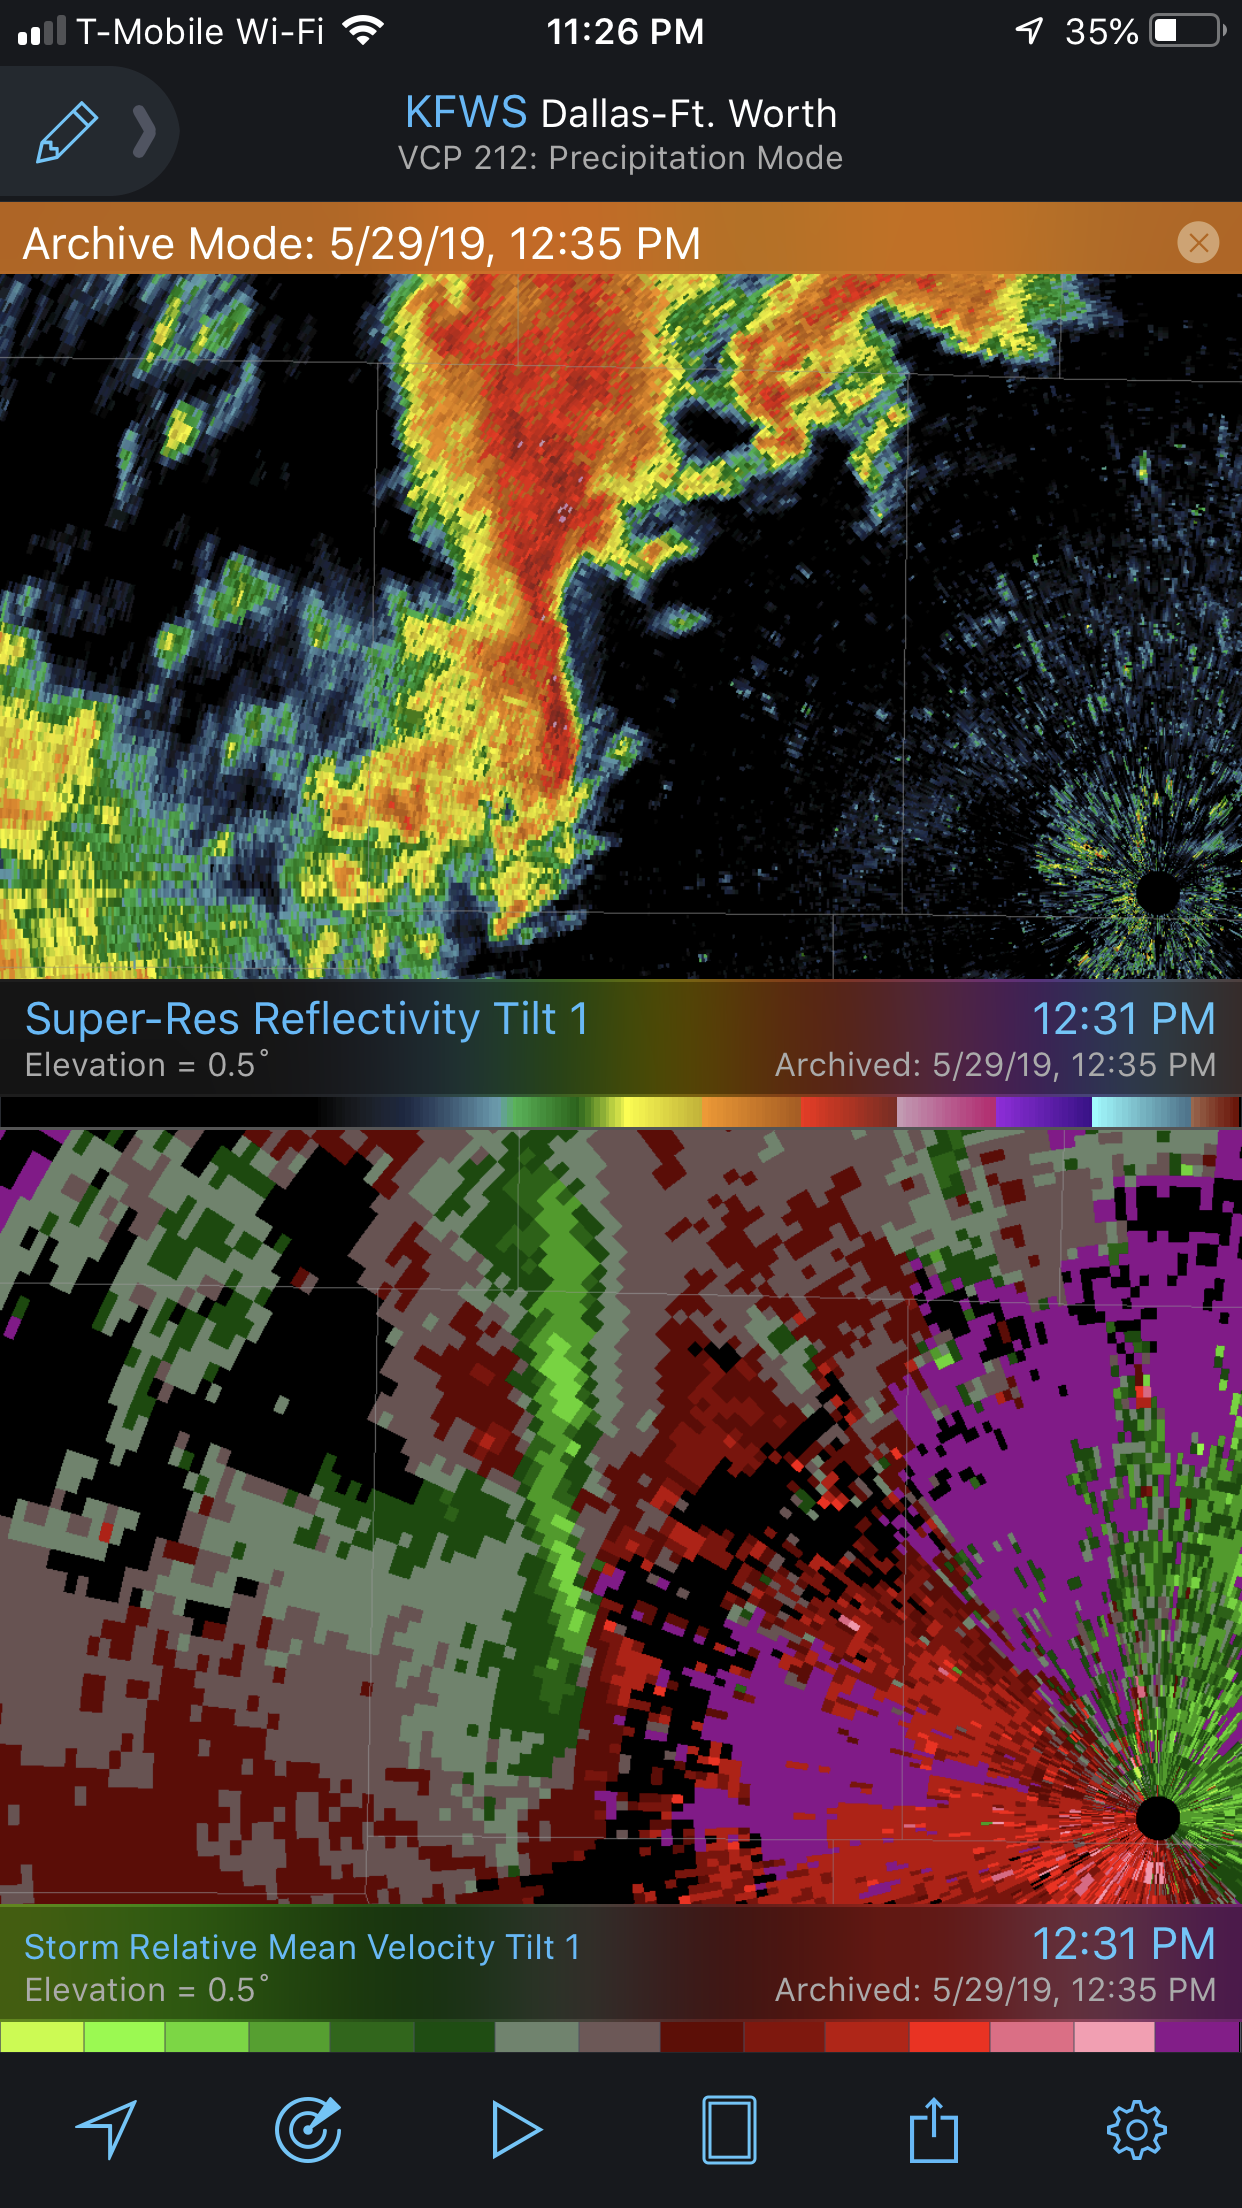 T-Mobile Wi-Fi 11:26 PM 35%
KFWS Dallas-Ft. Worth
VCP 212: Precipitation Mode
Archive Mode: 5/29/19, 12:35 PM
Super-Res Reflectivity Tilt 1 12:31 PM
Elevation = 0.5° Archived: 5/29/19, 12:35 PM
Storm Relative Mean Velocity Tilt 1 12:31 PM
Elevation = 0.5° Archived: 5/29/19, 12:35 PM